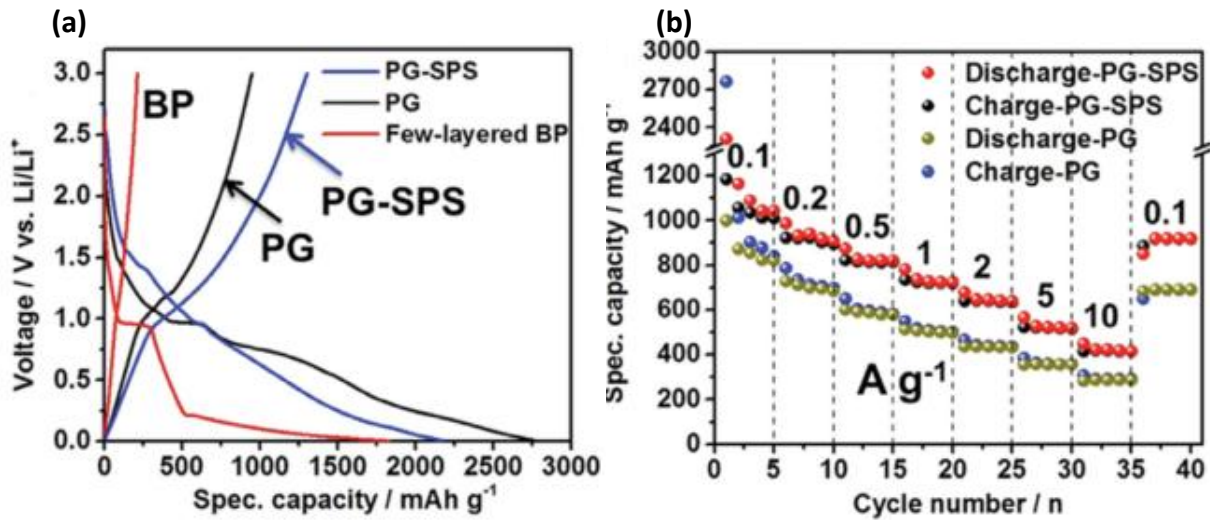 (a)
3.0
2.5
2.0
1.5
1.0
0.5
0.0
Voltage / V vs. Li/Li⁺
0 500 1000 1500 2000 2500 3000
Spec. capacity / mAh g⁻¹
PG-SPS
PG
Few-layered BP
BP
PG-SPS
PG
(b)
3000
2700
2400
1200
1000
800
600
400
200
0
Spec. capacity / mAh g⁻¹
0 5 10 15 20 25 30 35 40
Cycle number / n
Discharge-PG-SPS
Charge-PG-SPS
Discharge-PG
Charge-PG
0.1
0.2
0.5
1
2
5
10
0.1
A g⁻¹